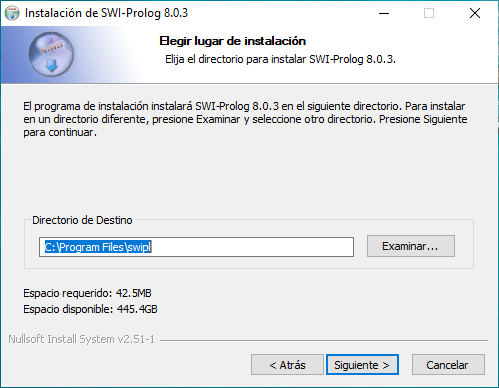 Instalación de SWI-Prolog 8.0.3
Elegir lugar de instalación
Elija el directorio para instalar SWI-Prolog 8.0.3.
El programa de instalación instalará SWI-Prolog 8.0.3 en el siguiente directorio. Para instalar
en un directorio diferente, presione Examinar y seleccione otro directorio. Presione Siguiente
para continuar.
Directorio de Destino
C:\Program Files\swipl
Examinar...
Espacio requerido: 42.5MB
Espacio disponible: 445.4GB
Nullsoft Install System v2.51-1
< Atrás
Siguiente >
Cancelar